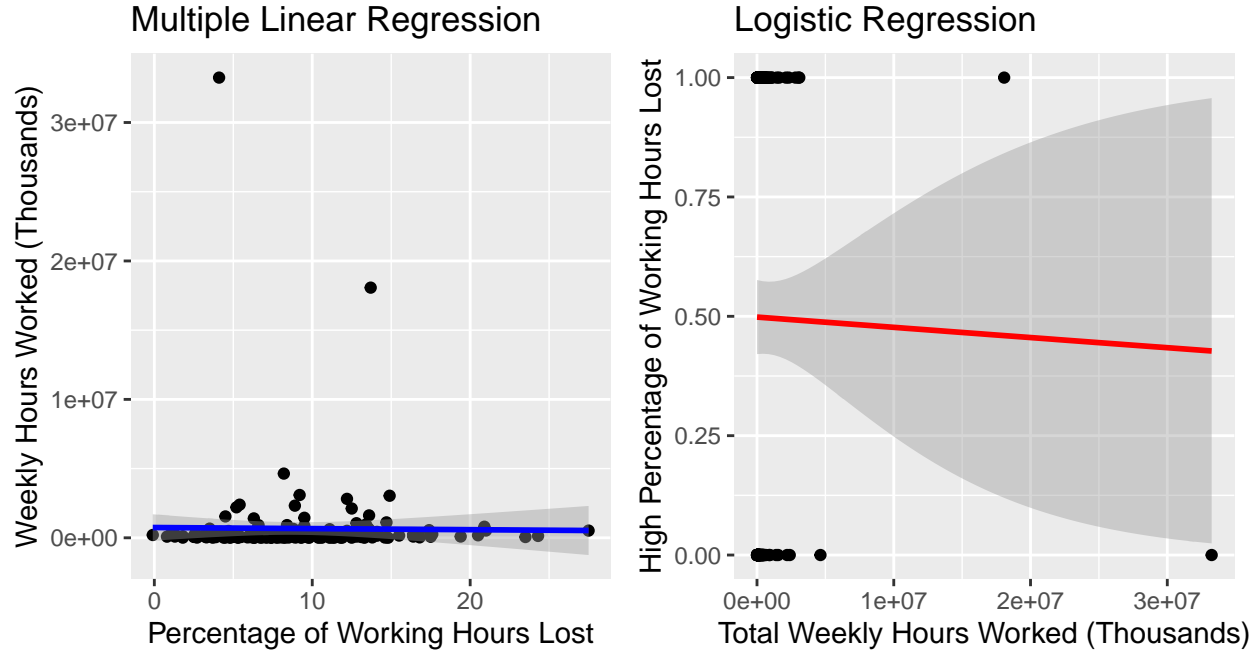 Multiple Linear Regression
Weekly Hours Worked (Thousands)
3e+07
2e+07
1e+07
0e+00
0
10
20
Percentage of Working Hours Lost
Logistic Regression
High Percentage of Working Hours Lost
1.00
0.75
0.50
0.25
0.00
0e+00
1e+07
2e+07
3e+07
Total Weekly Hours Worked (Thousands)